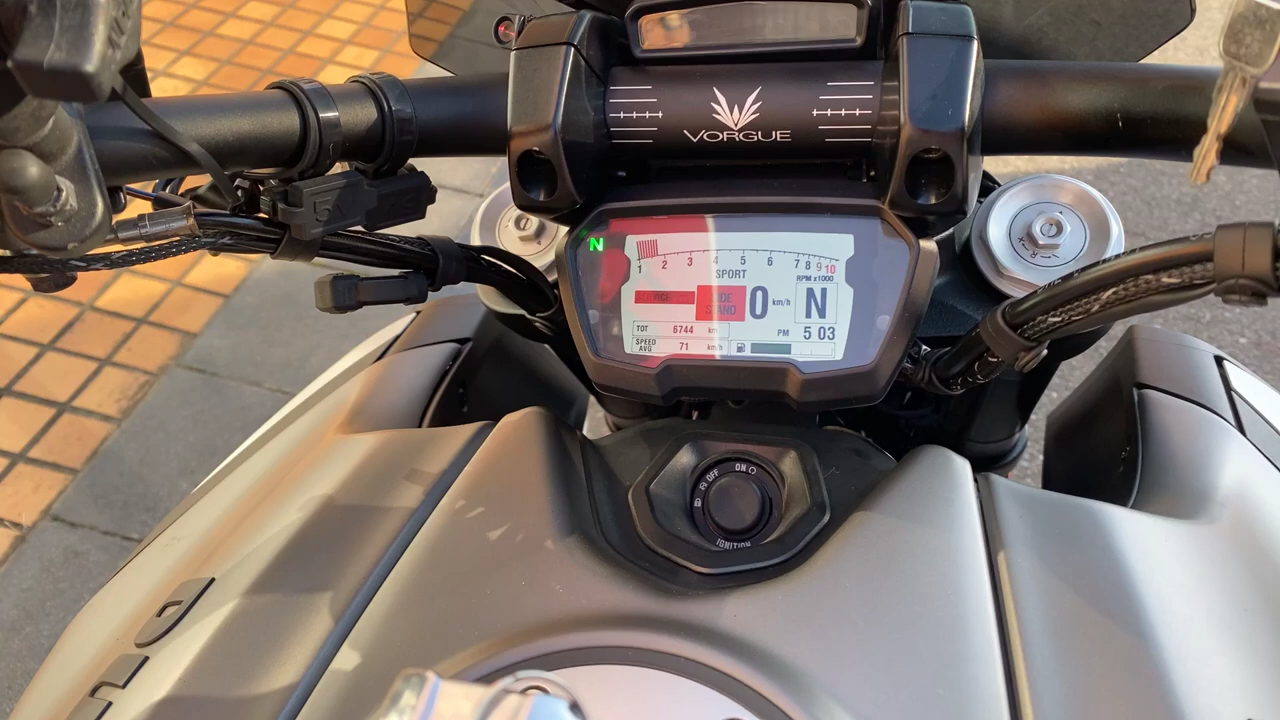 VORGUE
N
1 2 3 4 5 6 7 8 9 10
SPORT
RPM x1000
SERVICE
SIDE
STAND
0 km/h
N
TOT 6744 km
PM 5 03
SPEED
AVG 71 km/h
OFF ON
IGNITION